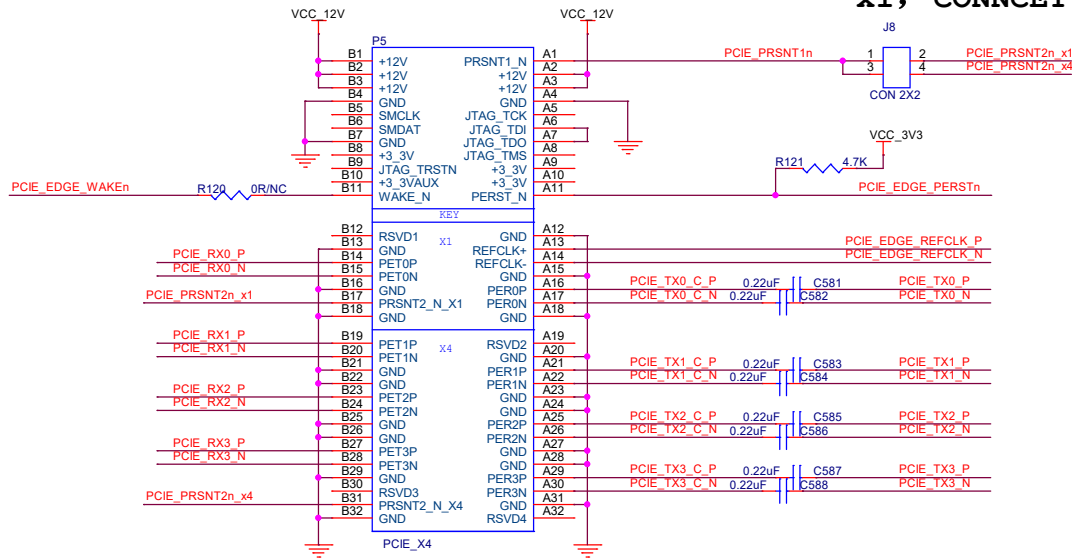 X1, CONNCET
VCC_12V VCC_12V
J8
P5
B1 +12V PRSNT1_N A1 PCIE_PRSNT1n 1 2 PCIE_PRSNT2n_x1
B2 +12V +12V A2 3 4 PCIE_PRSNT2n_x4
B3 +12V +12V A3
CON 2X2
B4 GND GND A4
B5 SMCLK JTAG_TCK A5
B6 SMDAT JTAG_TDI A6
B7 GND JTAG_TDO A7 VCC_3V3
B8 +3_3V JTAG_TMS A8
B9 JTAG_TRSTN +3_3V A9 R121 4.7K
B10 +3_3VAUX +3_3V A10
PCIE_EDGE_WAKEn R120 0R/NC B11 WAKE_N PERST_N A11 PCIE_EDGE_PERSTn
KEY
B12 RSVD1 X1 GND A12
B13 GND REFCLK+ A13 PCIE_EDGE_REFCLK_P
PCIE_RX0_P B14 PET0P REFCLK- A14 PCIE_EDGE_REFCLK_N
PCIE_RX0_N B15 PET0N GND A15
B16 GND PER0P A16 PCIE_TX0_C_P 0.22uF C581 PCIE_TX0_P
PCIE_PRSNT2n_x1 B17 PRSNT2_N_X1 PER0N A17 PCIE_TX0_C_N 0.22uF C582 PCIE_TX0_N
B18 GND GND A18
PCIE_RX1_P B19 PET1P X4 RSVD2 A19
PCIE_RX1_N B20 PET1N GND A20
B21 GND PER1P A21 PCIE_TX1_C_P 0.22uF C583 PCIE_TX1_P
B22 GND PER1N A22 PCIE_TX1_C_N 0.22uF C584 PCIE_TX1_N
PCIE_RX2_P B23 PET2P GND A23
PCIE_RX2_N B24 PET2N GND A24
B25 GND PER2P A25 PCIE_TX2_C_P 0.22uF C585 PCIE_TX2_P
B26 GND PER2N A26 PCIE_TX2_C_N 0.22uF C586 PCIE_TX2_N
PCIE_RX3_P B27 PET3P GND A27
PCIE_RX3_N B28 PET3N GND A28
B29 GND PER3P A29 PCIE_TX3_C_P 0.22uF C587 PCIE_TX3_P
B30 RSVD3 PER3N A30 PCIE_TX3_C_N 0.22uF C588 PCIE_TX3_N
PCIE_PRSNT2n_x4 B31 PRSNT2_N_X4 GND A31
B32 GND RSVD4 A32
PCIE_X4